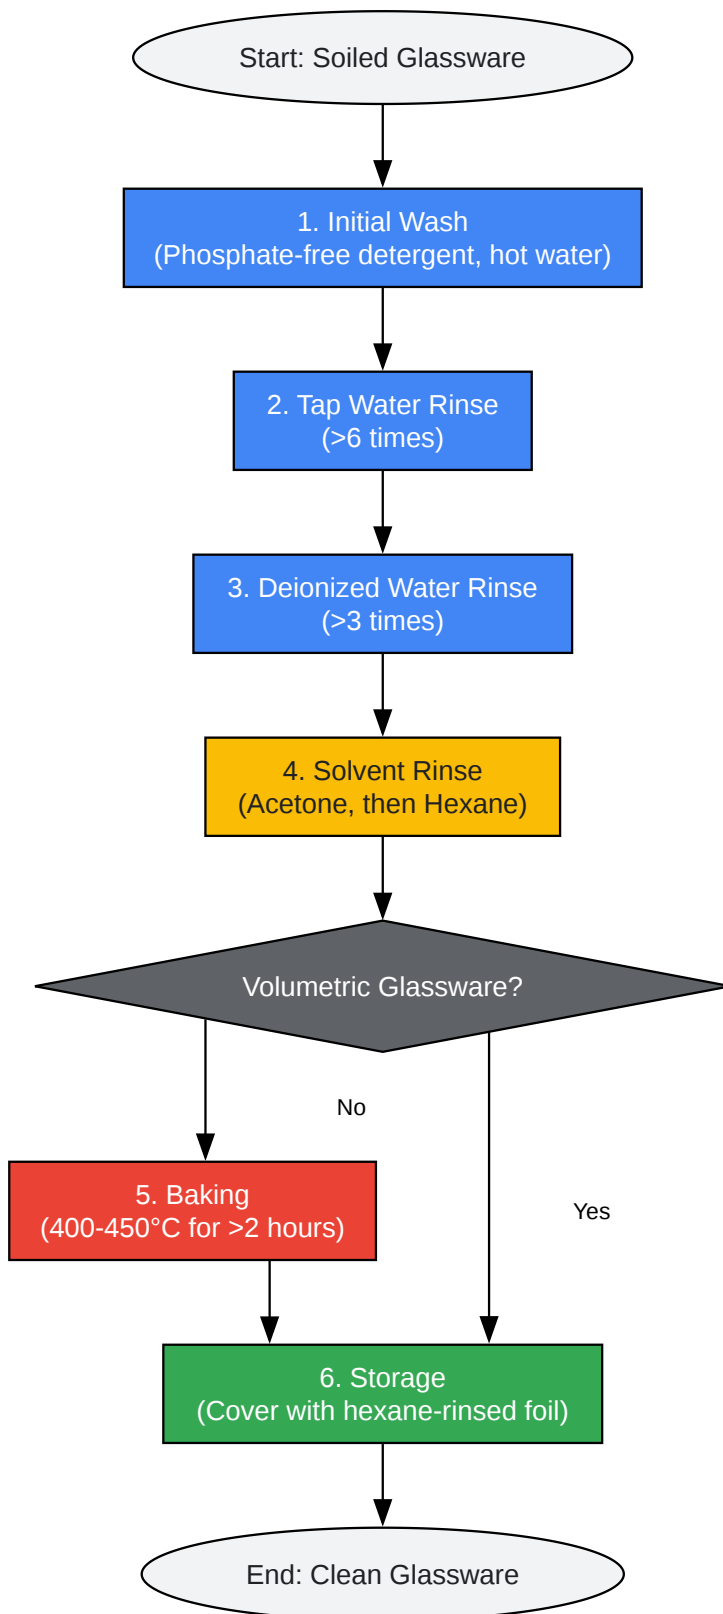 Start: Soiled Glassware
1. Initial Wash
(Phosphate-free detergent, hot water)
2. Tap Water Rinse
(>6 times)
3. Deionized Water Rinse
(>3 times)
4. Solvent Rinse
(Acetone, then Hexane)
Volumetric Glassware?
No
5. Baking
(400-450°C for >2 hours)
Yes
6. Storage
(Cover with hexane-rinsed foil)
End: Clean Glassware